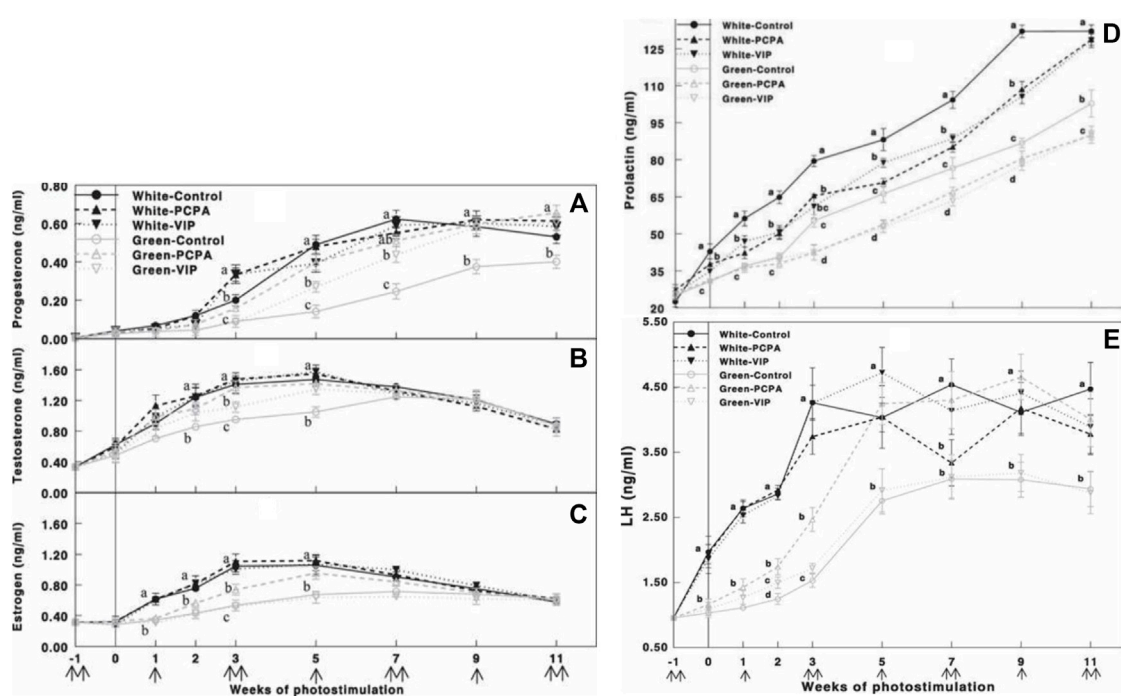 White-Control
White-PCPA
White-VIP
Green-Control
Green-PCPA
Green-VIP
A
Progesterone (ng/ml)
0.80
0.60
0.40
0.20
0.00
a
b
c
a
b
c
a
ab
b
c
a
b
a
b
B
Testosterone (ng/ml)
1.60
1.20
0.80
0.40
0.00
a
b
a
b
a
b
C
Estrogen (ng/ml)
1.60
1.20
0.80
0.40
0.00
a
b
a
b
a
b
c
a
b
-1 0 1 2 3 5 7 9 11
Weeks of photostimulation
White-Control
White-PCPA
White-VIP
Green-Control
Green-PCPA
Green-VIP
D
Prolactin (ng/ml)
125
110
95
80
65
50
35
20
a
b
c
a
b
c
a
b
c
a
b
bc
c
d
a
b
c
d
a
b
c
d
a
b
c
d
a
b
c
White-Control
White-PCPA
White-VIP
Green-Control
Green-PCPA
Green-VIP
E
LH (ng/ml)
5.50
4.50
3.50
2.50
1.50
0.50
a
b
a
b
a
b
c
d
a
b
c
a
b
a
b
b
a
b
a
b
-1 0 1 2 3 5 7 9 11
Weeks of photostimulation